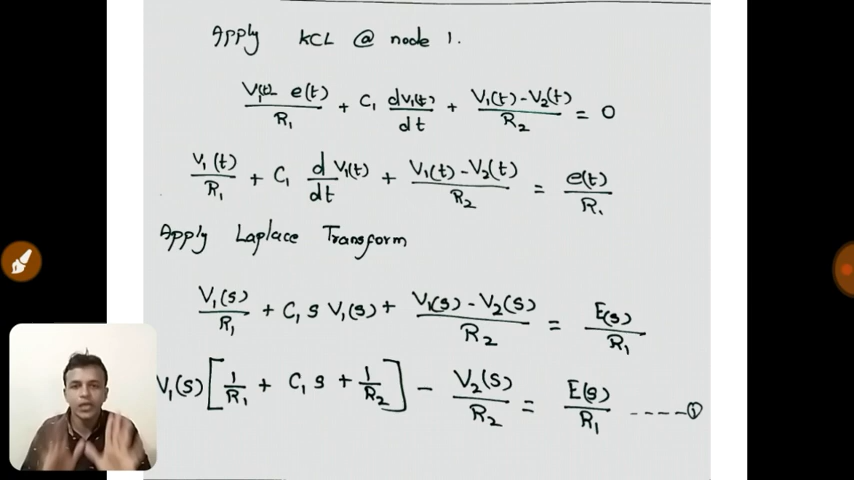 Apply KCL @ node 1.
V₁(t) - e(t)/R₁ + C₁ dV₁(t)/dt + V₁(t) - V₂(t)/R₂ = 0
V₁(t)/R₁ + C₁ d/dt V₁(t) + V₁(t) - V₂(t)/R₂ = e(t)/R₁
Apply Laplace Transform
V₁(s)/R₁ + C₁ s V₁(s) + V₁(s) - V₂(s)/R₂ = E(s)/R₁
V₁(s) [1/R₁ + C₁ s + 1/R₂] - V₂(s)/R₂ = E(s)/R₁ ----- ①